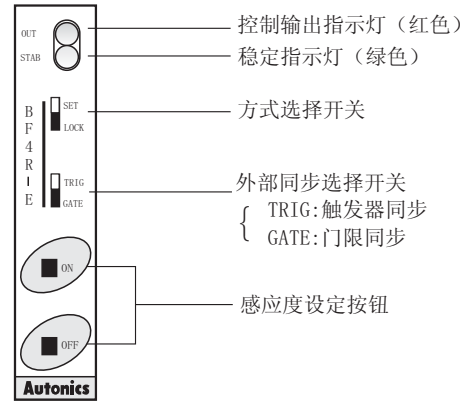 OUT
控制输出指示灯（红色）
STAB
稳定指示灯（绿色）
SET
LOCK
方式选择开关
BF4R-E
TRIG
GATE
外部同步选择开关
TRIG:触发器同步
GATE:门限同步
ON
感应度设定按钮
OFF
Autonics